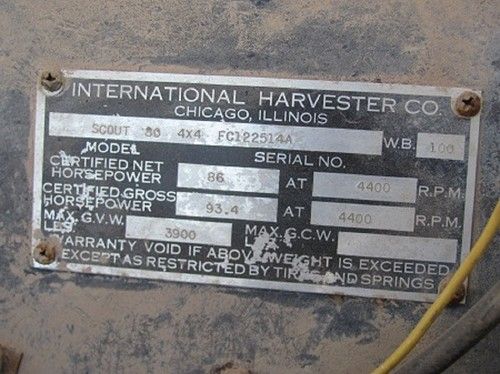 INTERNATIONAL HARVESTER CO.
CHICAGO, ILLINOIS
SCOUT 80 4X4 FC122514A W.B. 100
MODEL SERIAL NO.
CERTIFIED NET HORSEPOWER 86 AT 4400 R.P.M.
CERTIFIED GROSS HORSEPOWER 93.4 AT 4400 R.P.M.
MAX. G.V.W. LBS. 3900 MAX. G.C.W.
WARRANTY VOID IF ABOVE WEIGHT IS EXCEEDED
EXCEPT AS RESTRICTED BY TIRES AND SPRINGS